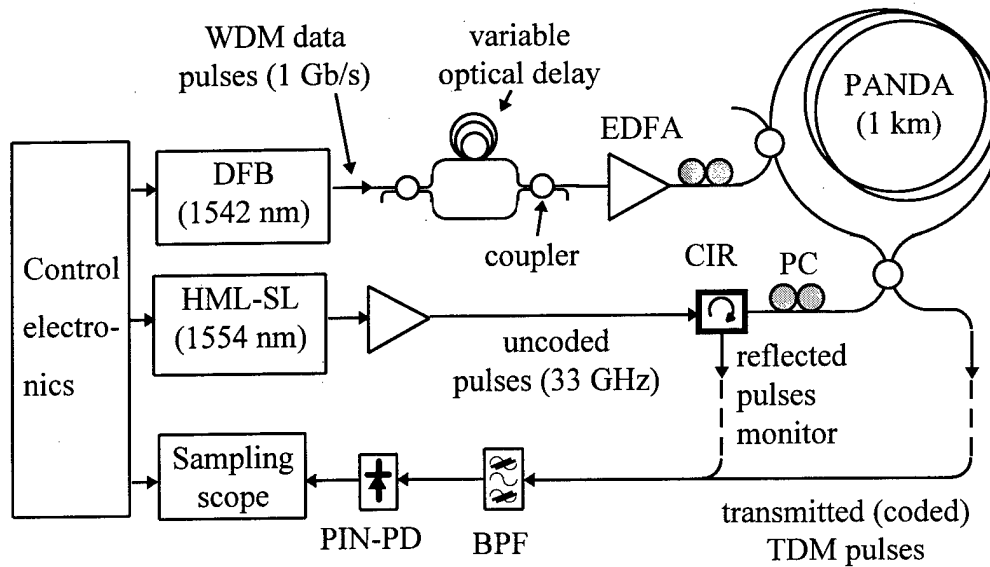 WDM data
pulses (1 Gb/s)
variable
optical delay
EDFA
PANDA
(1 km)
DFB
(1542 nm)
coupler
Control
electro-
nics
HML-SL
(1554 nm)
CIR
PC
uncoded
pulses (33 GHz)
reflected
pulses
monitor
Sampling
scope
PIN-PD
BPF
transmitted (coded)
TDM pulses